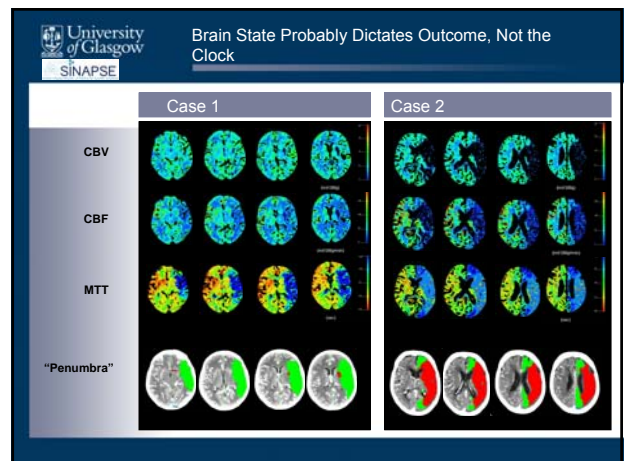 University
of Glasgow
SINAPSE
Brain State Probably Dictates Outcome, Not the
Clock
Case 1
Case 2
CBV
CBF
MTT
"Penumbra"